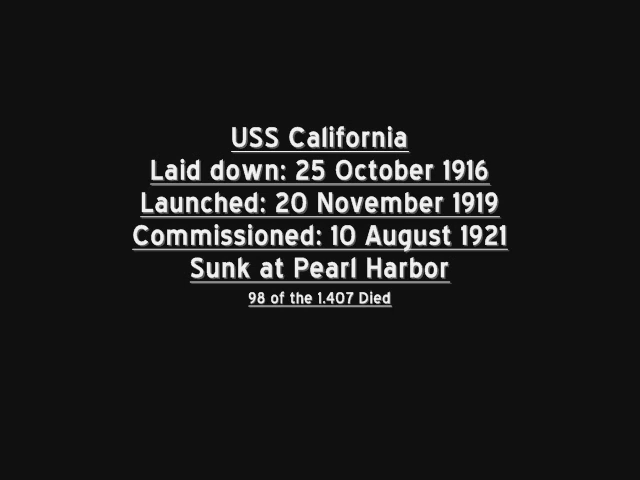 USS California
Laid down: 25 October 1916
Launched: 20 November 1919
Commissioned: 10 August 1921
Sunk at Pearl Harbor
98 of the 1.407 Died